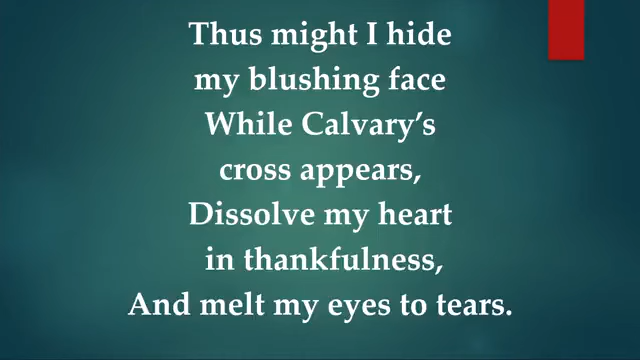 Thus might I hide
my blushing face
While Calvary’s
cross appears,
Dissolve my heart
in thankfulness,
And melt my eyes to tears.